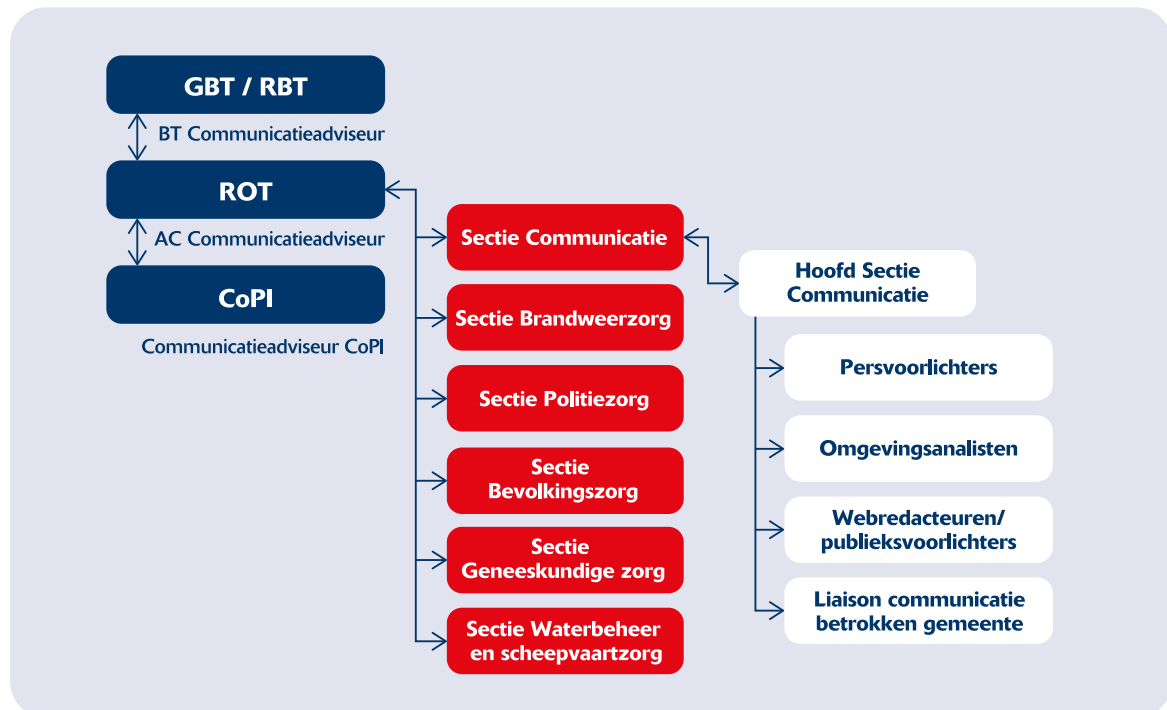 GBT / RBT
BT Communicatieadviseur
ROT
AC Communicatieadviseur
CoPI
Communicatieadviseur CoPI
Sectie Communicatie
Sectie Brandweerzorg
Sectie Politiezorg
Sectie
Bevolkingszorg
Sectie
Geneeskundige zorg
Sectie Waterbeheer
en scheepvaartzorg
Hoofd Sectie
Communicatie
Persvoorlichters
Omgevingsanalisten
Webredacteuren/
publieksvoorlichters
Liaison communicatie
betrokken gemeente